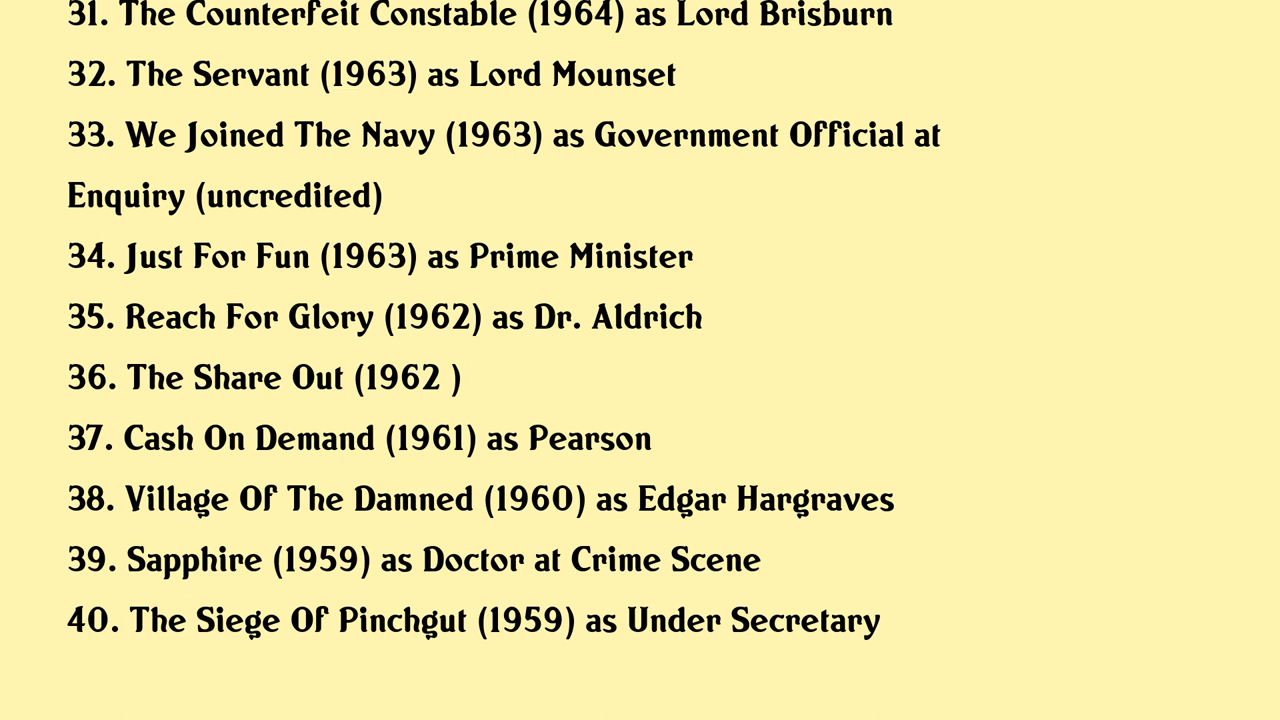 31. The Counterfeit Constable (1964) as Lord Brisburn
32. The Servant (1963) as Lord Mounset
33. We Joined The Navy (1963) as Government Official at
Enquiry (uncredited)
34. Just For Fun (1963) as Prime Minister
35. Reach For Glory (1962) as Dr. Aldrich
36. The Share Out (1962 )
37. Cash On Demand (1961) as Pearson
38. Village Of The Damned (1960) as Edgar Hargraves
39. Sapphire (1959) as Doctor at Crime Scene
40. The Siege Of Pinchgut (1959) as Under Secretary